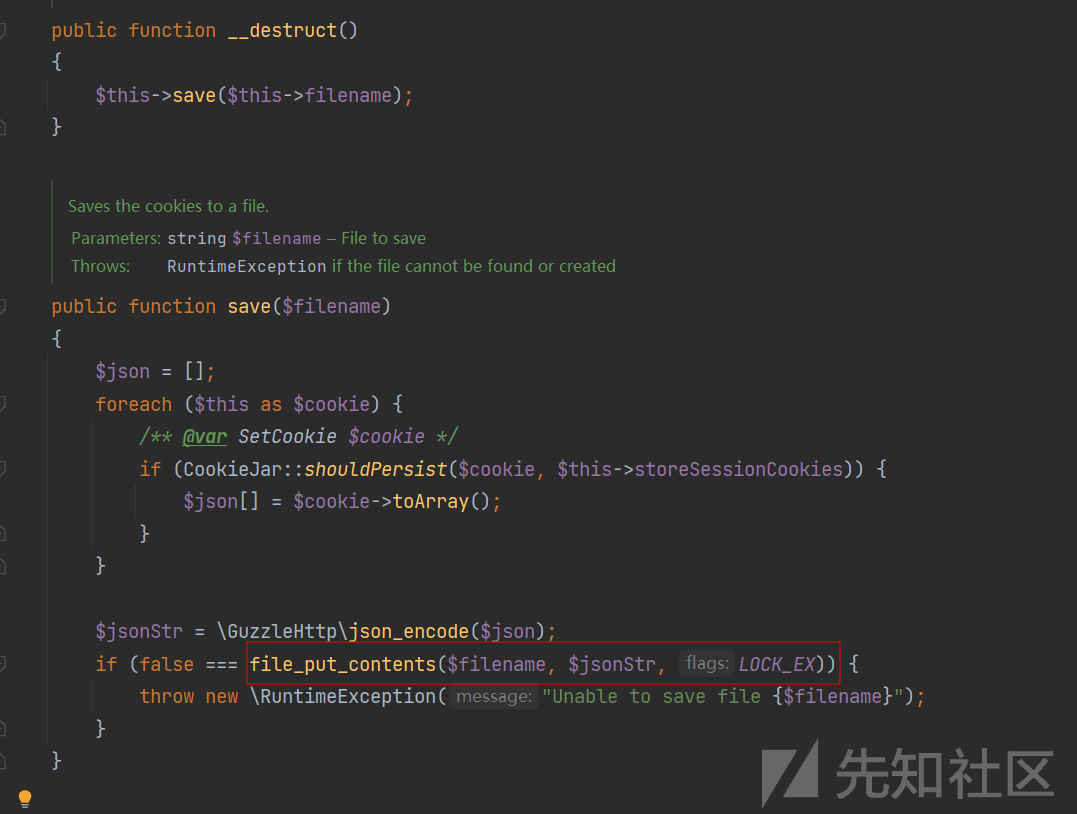 public function __destruct()
{
$this->save($this->filename);
}
Saves the cookies to a file.
Parameters: string $filename – File to save
Throws: RuntimeException if the file cannot be found or created
public function save($filename)
{
$json = [];
foreach ($this as $cookie) {
/** @var SetCookie $cookie */
if (CookieJar::shouldPersist($cookie, $this->storeSessionCookies)) {
$json[] = $cookie->toArray();
}
}
$jsonStr = \GuzzleHttp\json_encode($json);
if (false === file_put_contents($filename, $jsonStr, flags: LOCK_EX)) {
throw new \RuntimeException( message: "Unable to save file {$filename}");
}
}
先知社区